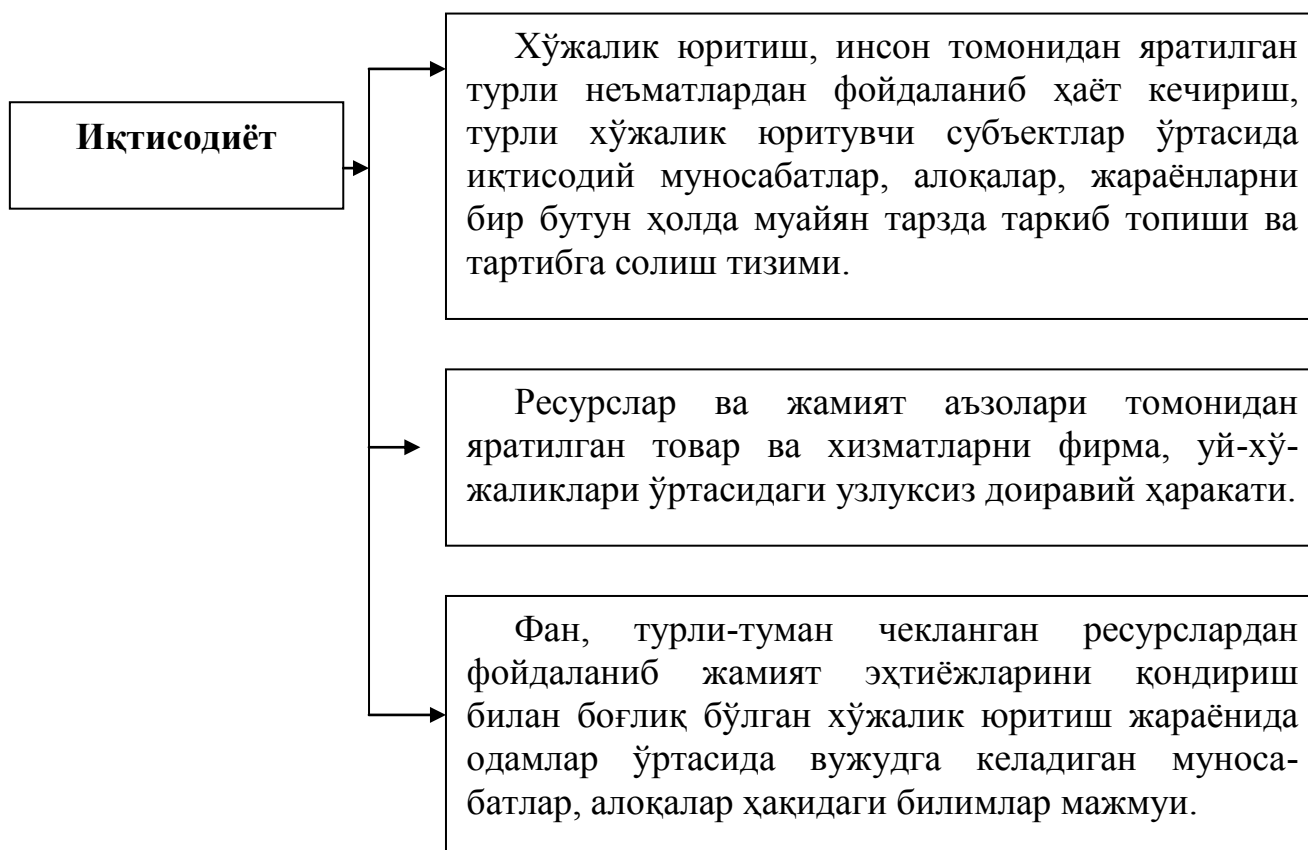 Иқтисодиёт
Хўжалик юритиш, инсон томонидан яратилган
турли неъматлардан фойдаланиб ҳаёт кечириш,
турли хўжалик юритувчи субъектлар ўртасида
иқтисодий муносабатлар, алоқалар, жараёнларни
бир бутун ҳолда муайян тарзда таркиб топиши ва
тартибга солиш тизими.
Ресурслар ва жамият аъзолари томонидан
яратилган товар ва хизматларни фирма, уй-хў-
жаликлари ўртасидаги узлуксиз доиравий ҳаракати.
Фан, турли-туман чекланган ресурслардан
фойдаланиб жамият эҳтиёжларини қондириш
билан боғлиқ бўлган хўжалик юритиш жараёнида
одамлар ўртасида вужудга келадиган муноса-
батлар, алоқалар ҳақидаги билимлар мажмуи.